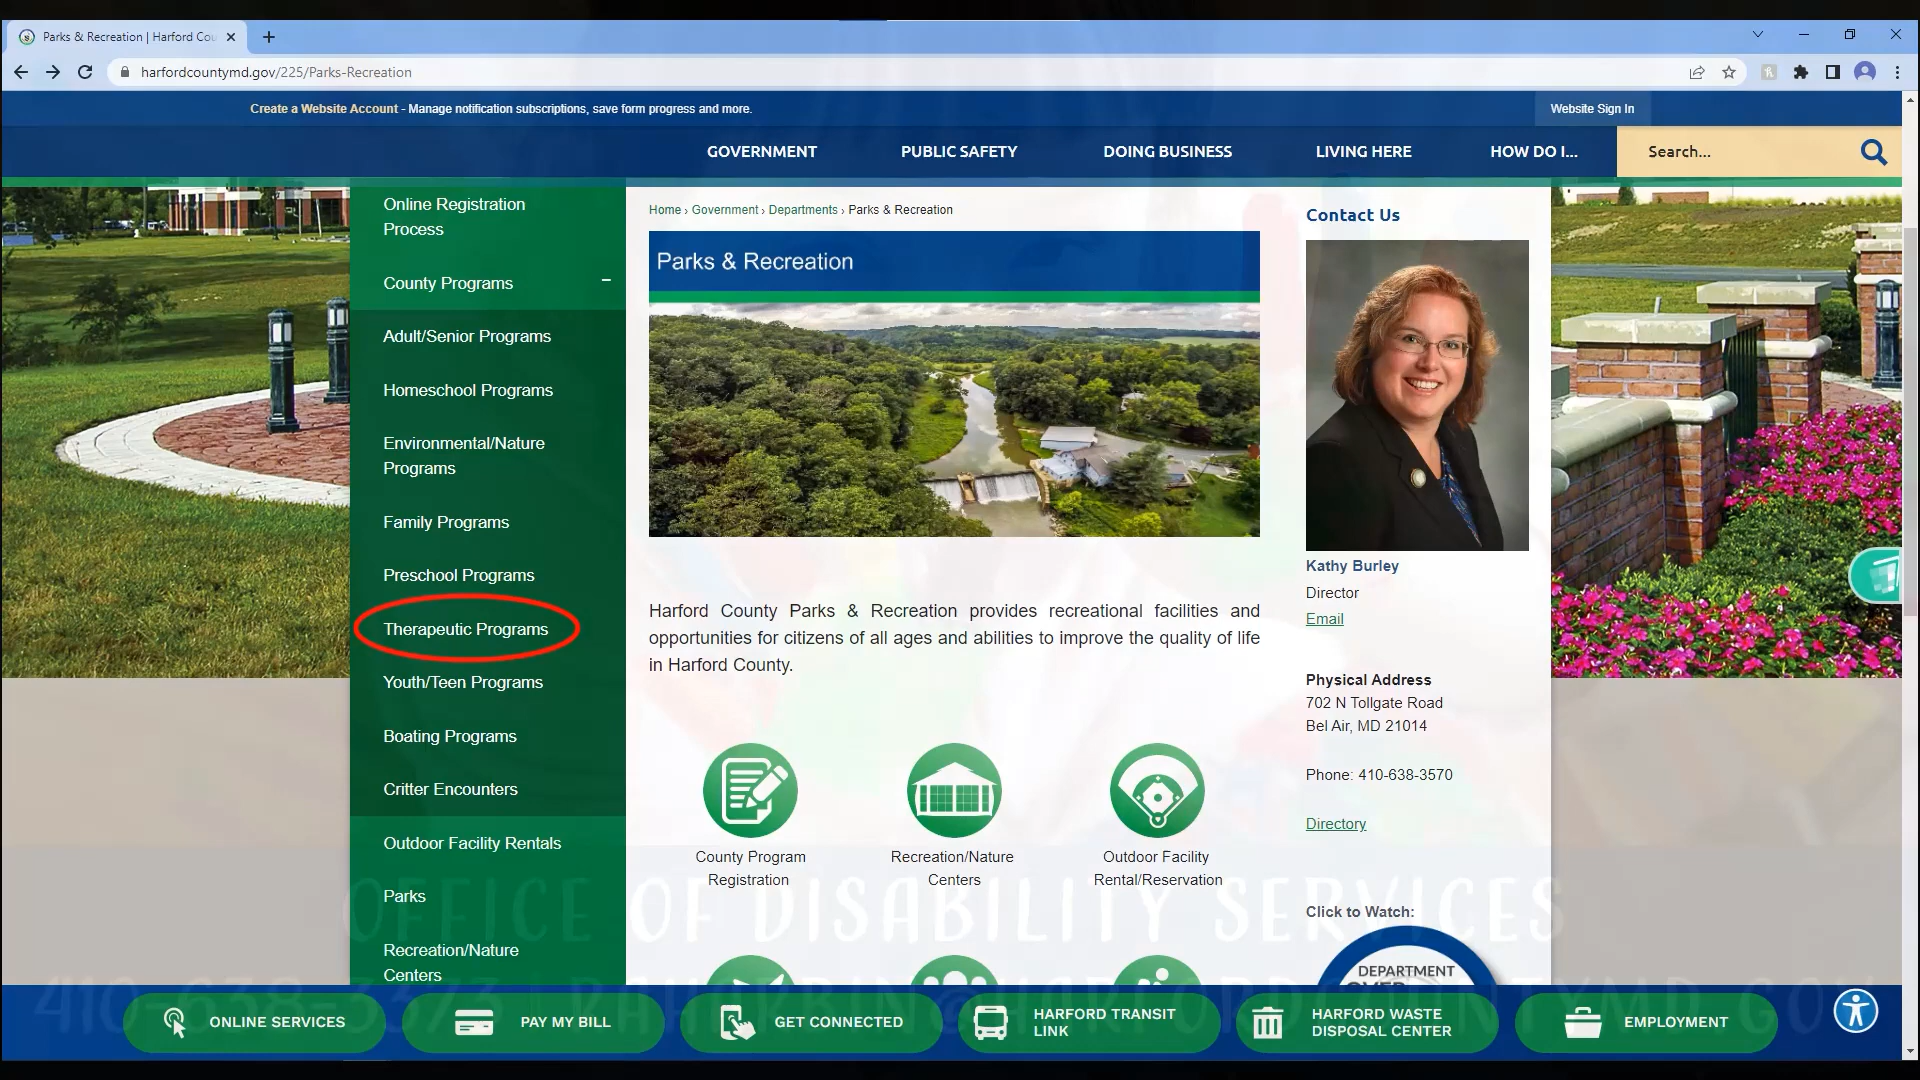 Parks & Recreation | Harford Cou
harfordcountymd.gov/225/Parks-Recreation
Create a Website Account - Manage notification subscriptions, save form progress and more.
Website Sign In
GOVERNMENT
PUBLIC SAFETY
DOING BUSINESS
LIVING HERE
HOW DO I...
Search...
Online Registration
Process
County Programs
Adult/Senior Programs
Homeschool Programs
Environmental/Nature
Programs
Family Programs
Preschool Programs
Therapeutic Programs
Youth/Teen Programs
Boating Programs
Critter Encounters
Outdoor Facility Rentals
Parks
Recreation/Nature
Centers
Home › Government › Departments › Parks & Recreation
Parks & Recreation
Harford County Parks & Recreation provides recreational facilities and
opportunities for citizens of all ages and abilities to improve the quality of life
in Harford County.
County Program
Registration
Recreation/Nature
Centers
Outdoor Facility
Rental/Reservation
Contact Us
Kathy Burley
Director
Email
Physical Address
702 N Tollgate Road
Bel Air, MD 21014
Phone: 410-638-3570
Directory
Click to Watch:
DEPARTMENT
OFFICE OF DISABILITY SERVICES
410-638-3373
ONLINE SERVICES
PAY MY BILL
GET CONNECTED
HARFORD TRANSIT
LINK
HARFORD WASTE
DISPOSAL CENTER
EMPLOYMENT